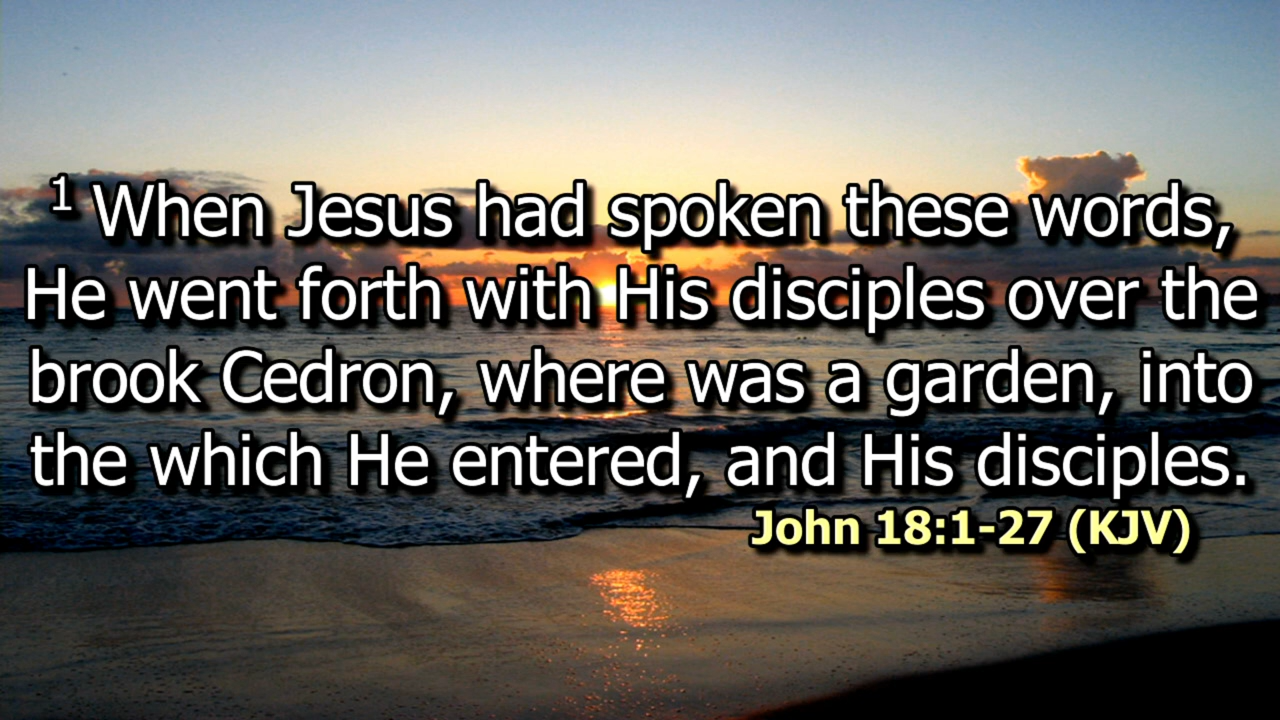 1 When Jesus had spoken these words,
He went forth with His disciples over the
brook Cedron, where was a garden, into
the which He entered, and His disciples.
John 18:1-27 (KJV)